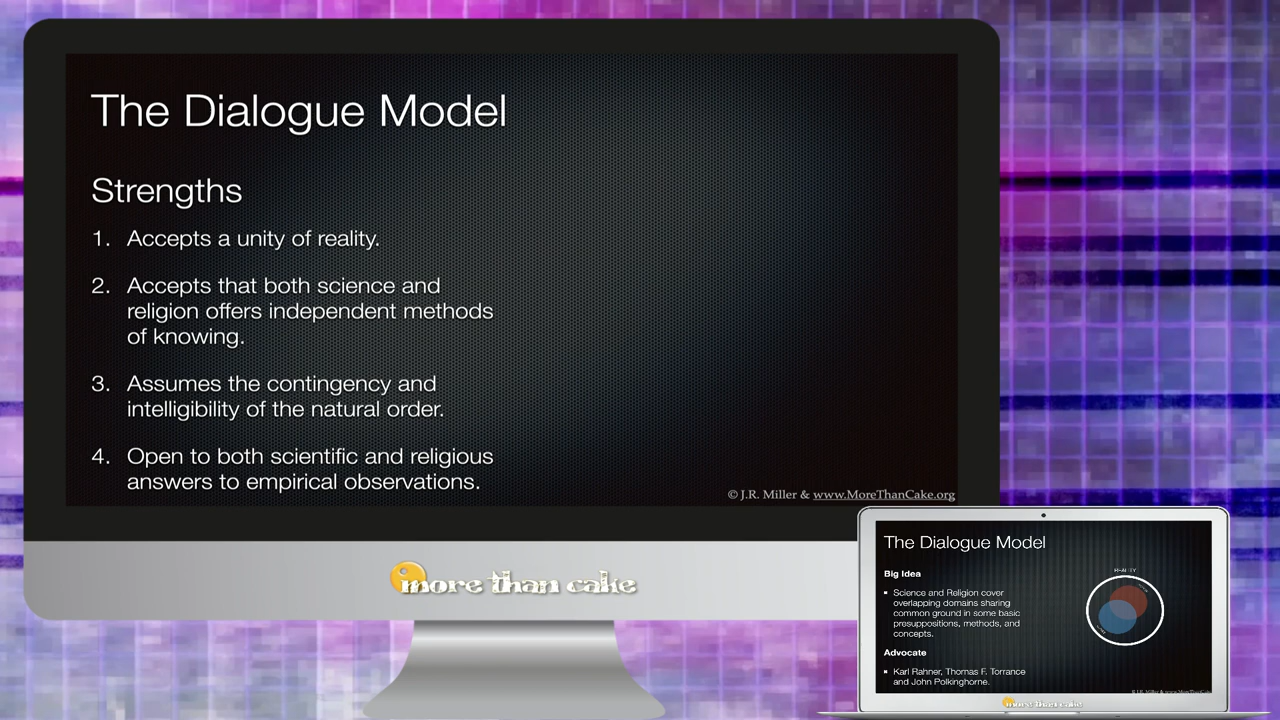 The Dialogue Model
Strengths
1. Accepts a unity of reality.
2. Accepts that both science and
religion offers independent methods
of knowing.
3. Assumes the contingency and
intelligibility of the natural order.
4. Open to both scientific and religious
answers to empirical observations.
© J.R. Miller & www.MoreThanCake.org
more than cake
The Dialogue Model
Big Idea
Science and Religion cover
overlapping domains sharing
common ground in some basic
presuppositions, methods, and
concepts.
REALITY
Advocate
Karl Rahner, Thomas F. Torrance
and John Polkinghorne.
more than cake